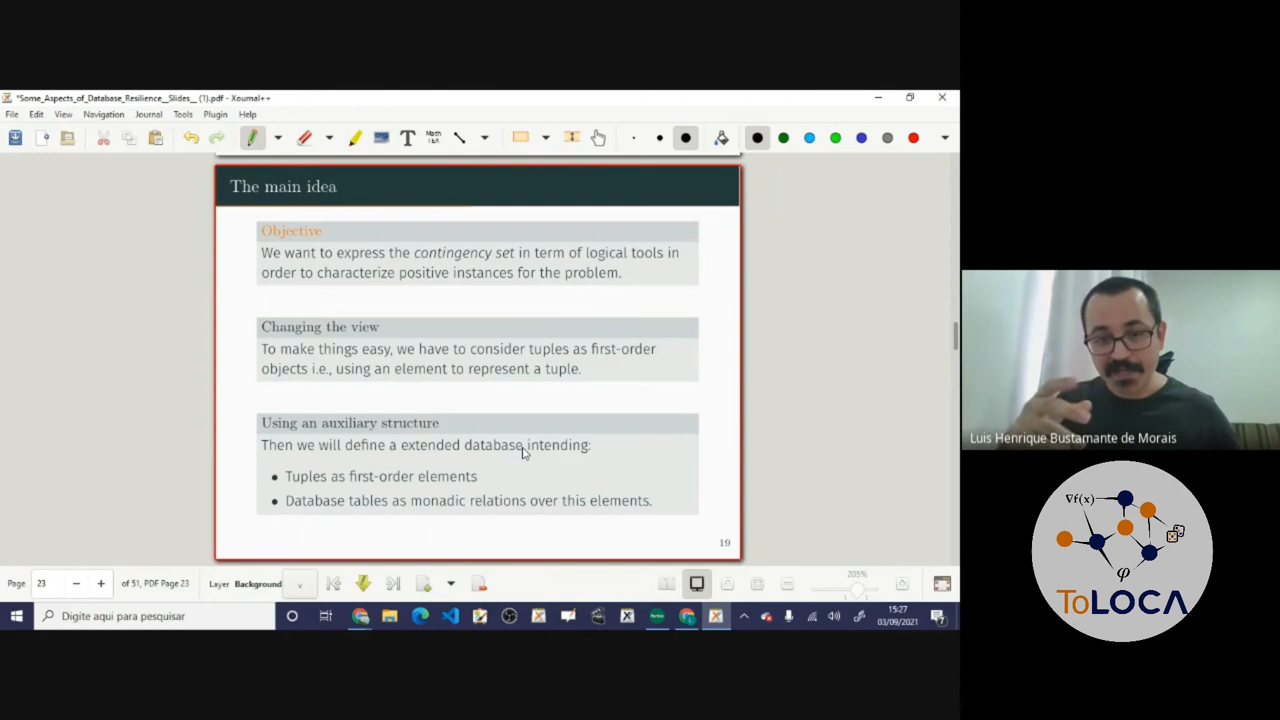 *Some_Aspects_of_Database_Resilience__Slides__ (1).pdf - Xournal++
File Edit View Navigation Journal Tools Plugin Help
Math
TEX
The main idea
Objective
We want to express the contingency set in term of logical tools in
order to characterize positive instances for the problem.
Changing the view
To make things easy, we have to consider tuples as first-order
objects i.e., using an element to represent a tuple.
Using an auxiliary structure
Then we will define a extended database intending:
• Tuples as first-order elements
• Database tables as monadic relations over this elements.
19
Page 23 of 51, PDF Page 23 Layer Background 205%
Digite aqui para pesquisar
15:27
03/09/2021
Luis Henrique Bustamante de Morais
∇f(x)
φ
ToLOCA